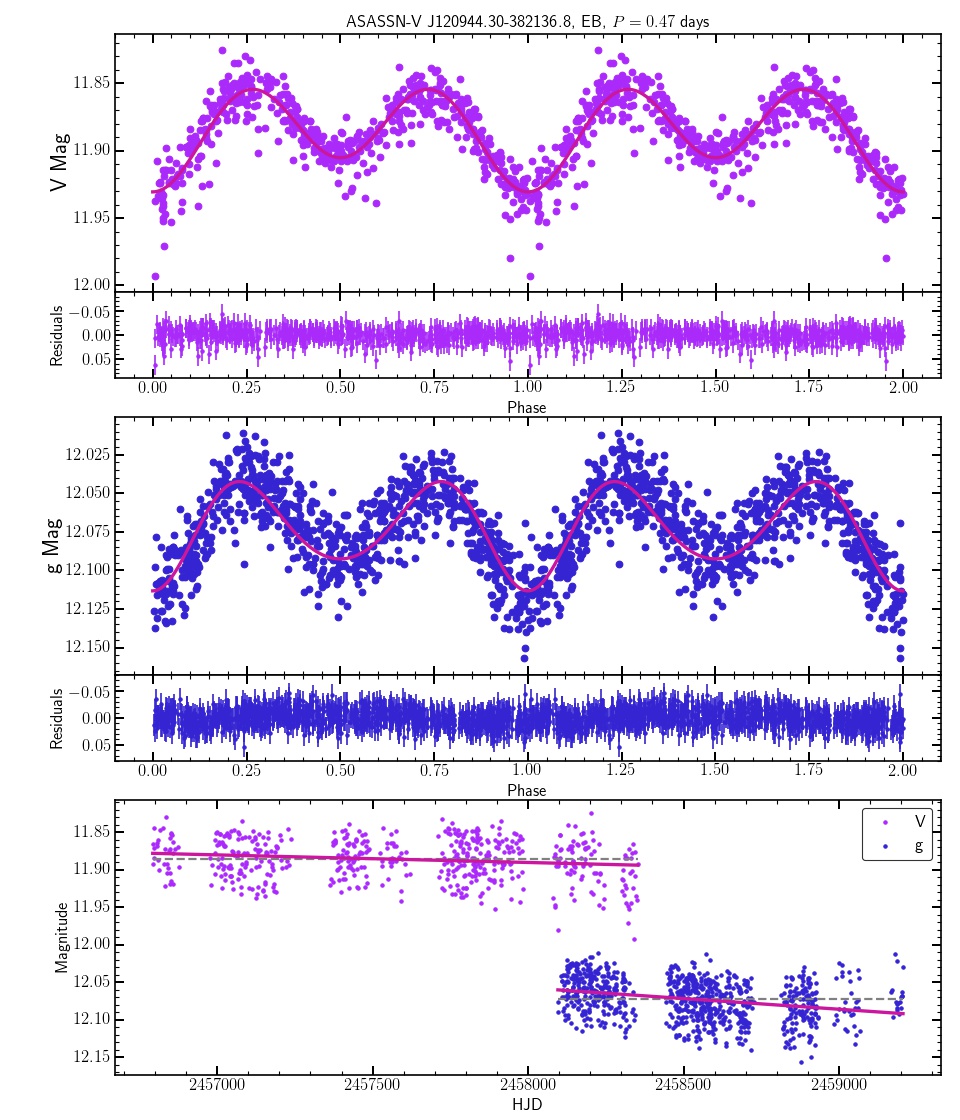 ASASSN-V J120944.30-382136.8, EB, P = 0.47 days
V Mag
11.85
11.90
11.95
12.00
Residuals
−0.05
0.00
0.05
0.00 0.25 0.50 0.75 1.00 1.25 1.50 1.75 2.00
Phase
g Mag
12.025
12.050
12.075
12.100
12.125
12.150
Residuals
−0.05
0.00
0.05
0.00 0.25 0.50 0.75 1.00 1.25 1.50 1.75 2.00
Phase
Magnitude
11.85
11.90
11.95
12.00
12.05
12.10
12.15
V
g
2457000 2457500 2458000 2458500 2459000
HJD